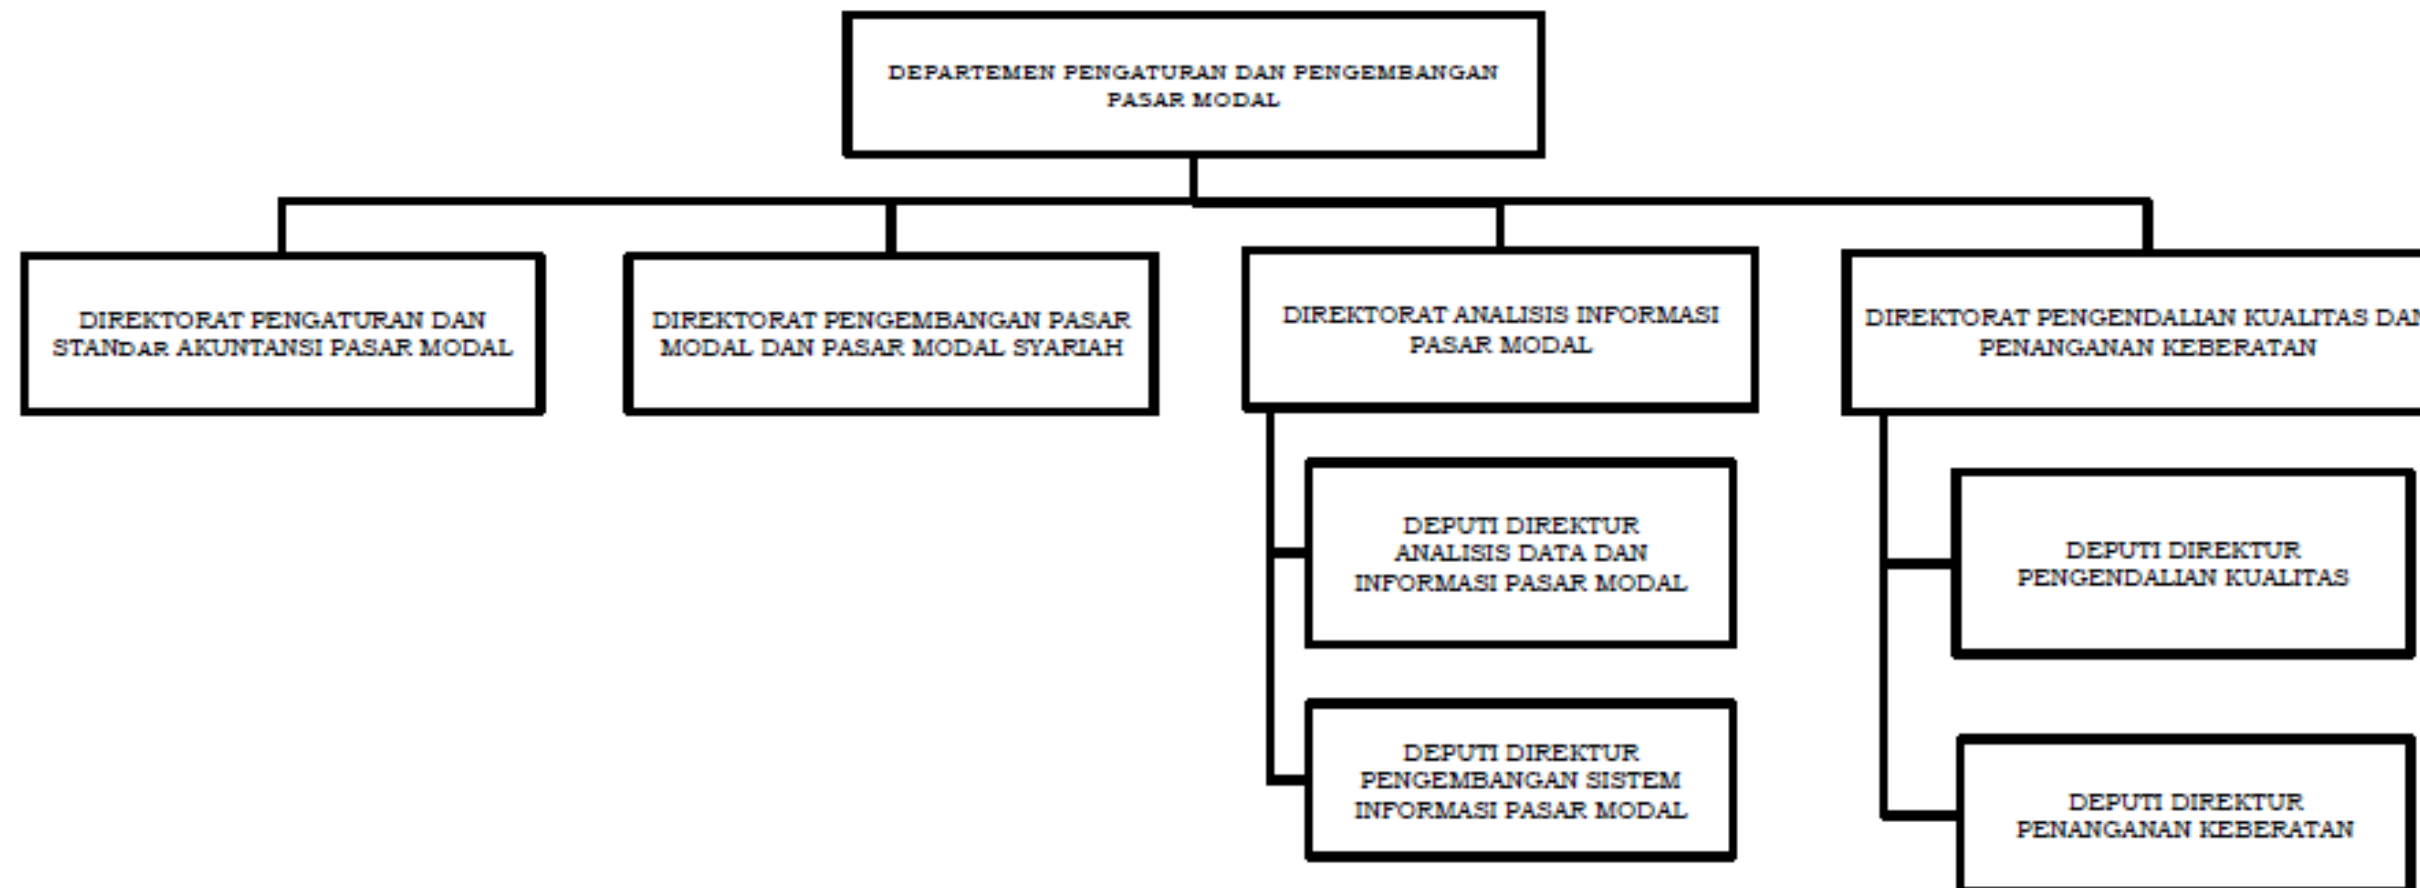 DEPARTEMEN PENGATURAN DAN PENGEMBANGAN
PASAR MODAL
DIREKTORAT PENGATURAN DAN
STANDAR AKUNTANSI PASAR MODAL
DIREKTORAT PENGEMBANGAN PASAR
MODAL DAN PASAR MODAL SYARIAH
DIREKTORAT ANALISIS INFORMASI
PASAR MODAL
DIREKTORAT PENGENDALIAN KUALITAS DAN
PENANGANAN KEBERATAN
DEPUTI DIREKTUR
ANALISIS DATA DAN
INFORMASI PASAR MODAL
DEPUTI DIREKTUR
PENGEMBANGAN SISTEM
INFORMASI PASAR MODAL
DEPUTI DIREKTUR
PENGENDALIAN KUALITAS
DEPUTI DIREKTUR
PENANGANAN KEBERATAN